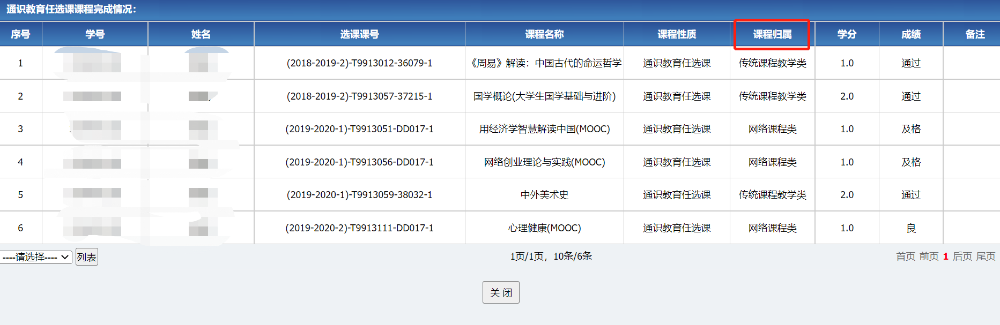 通识教育任选课课程完成情况：
序号 学号 姓名 选课课号 课程名称 课程性质 课程归属 学分 成绩 备注
1 (2018-2019-2)-T9913012-36079-1 《周易》解读：中国古代的命运哲学 通识教育任选课 传统课程教学类 1.0 通过
2 (2018-2019-2)-T9913057-37215-1 国学概论(大学生国学基础与进阶) 通识教育任选课 传统课程教学类 2.0 通过
3 (2019-2020-1)-T9913051-DD017-1 用经济学智慧解读中国(MOOC) 通识教育任选课 网络课程类 1.0 及格
4 (2019-2020-1)-T9913056-DD017-1 网络创业理论与实践(MOOC) 通识教育任选课 网络课程类 1.0 及格
5 (2019-2020-1)-T9913059-38032-1 中外美术史 通识教育任选课 传统课程教学类 2.0 通过
6 (2019-2020-2)-T9913111-DD017-1 心理健康(MOOC) 通识教育任选课 网络课程类 1.0 良
----请选择---- 列表 1页/1页，10条/6条 首页 前页 1 后页 尾页
关 闭